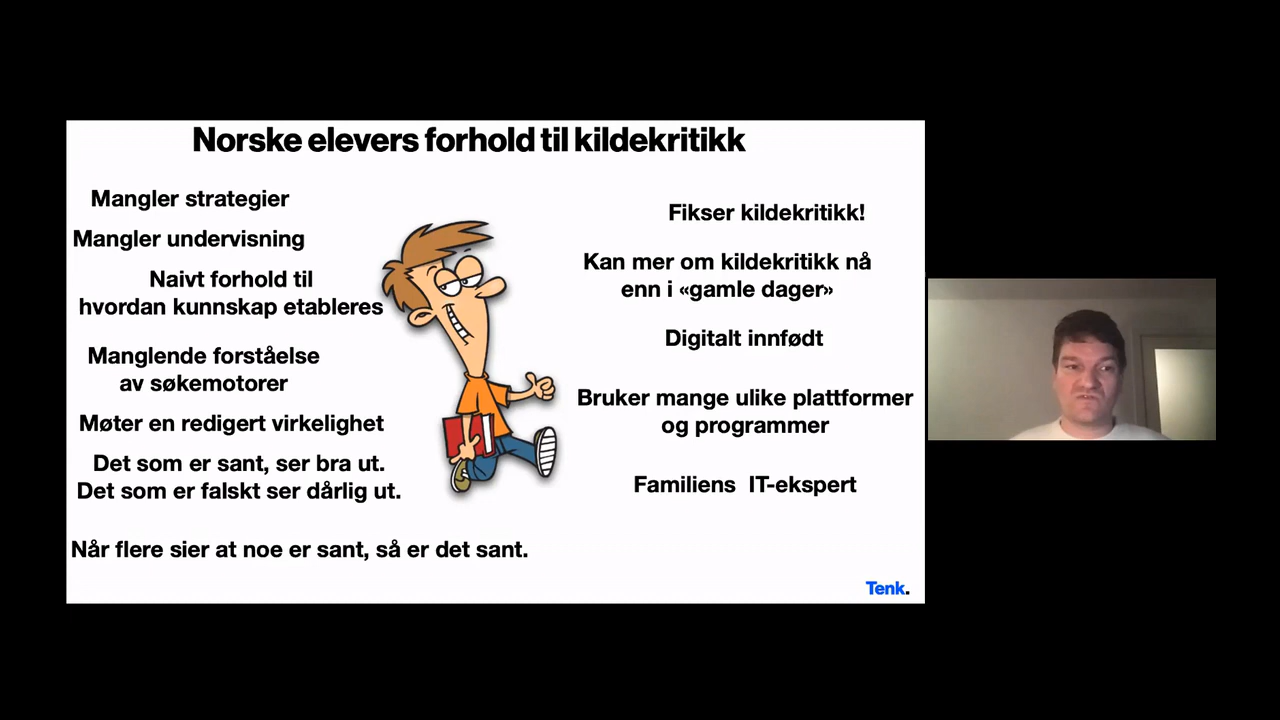 Norske elevers forhold til kildekritikk
Mangler strategier
Mangler undervisning
Naivt forhold til
hvordan kunnskap etableres
Manglende forståelse
av søkemotorer
Møter en redigert virkelighet
Det som er sant, ser bra ut.
Det som er falskt ser dårlig ut.
Når flere sier at noe er sant, så er det sant.
Fikser kildekritikk!
Kan mer om kildekritikk nå
enn i «gamle dager»
Digitalt innfødt
Bruker mange ulike plattformer
og programmer
Familiens IT-ekspert
Tenk.